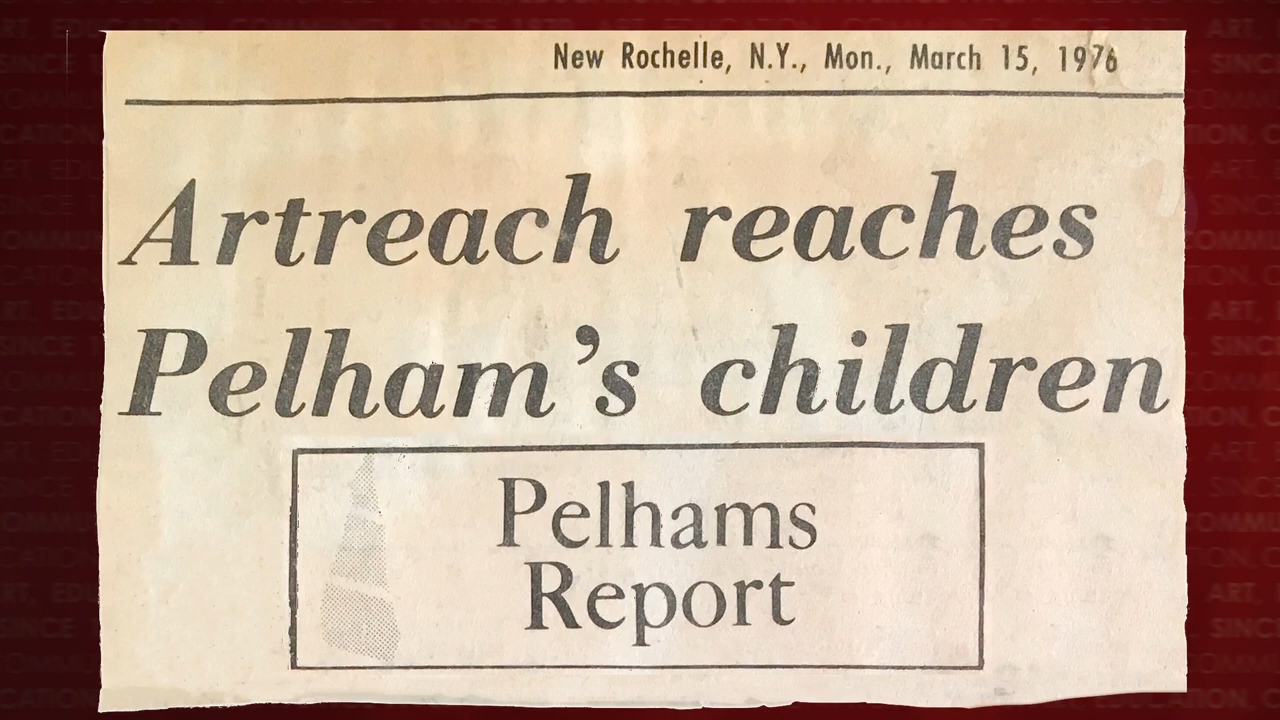 New Rochelle, N.Y., Mon., March 15, 1976
Artreach reaches
Pelham's children
Pelhams
Report